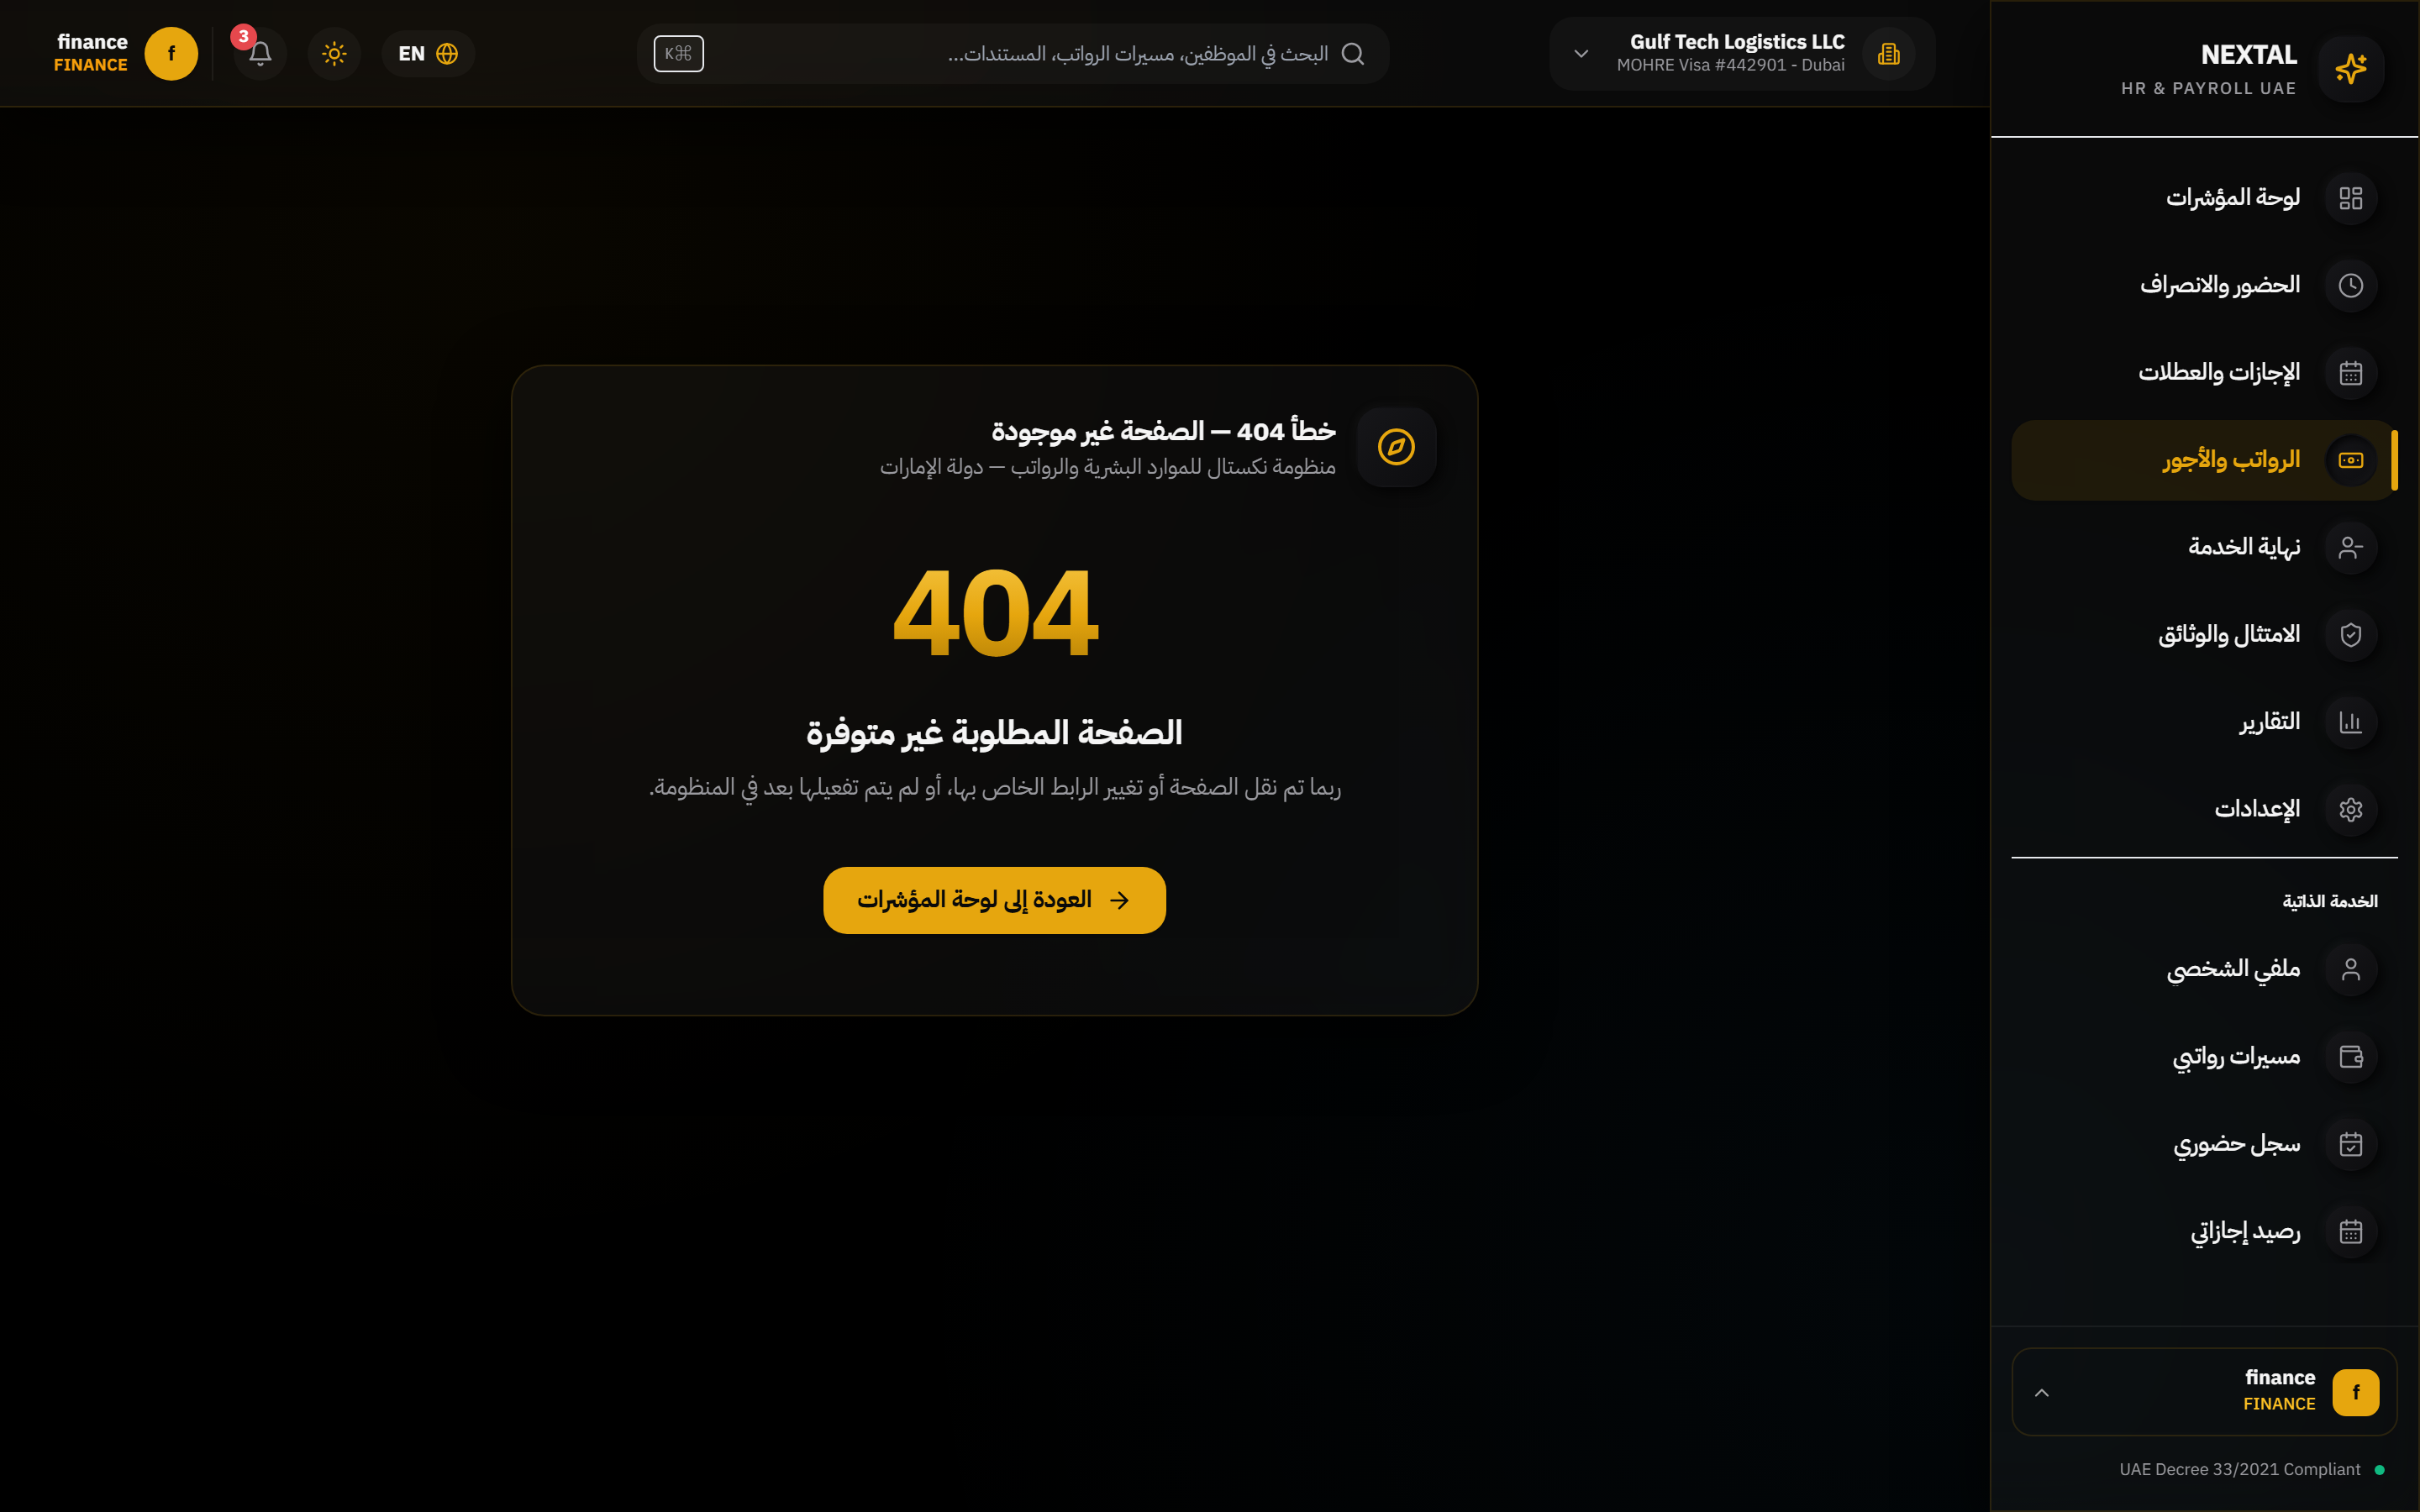 NEXTAL
HR & PAYROLL UAE
Gulf Tech Logistics LLC
MOHRE Visa #442901 - Dubai
البحث في الموظفين، مسيرات الرواتب، المستندات...
K⌘
EN
3
f
finance
FINANCE
لوحة المؤشرات
الحضور والانصراف
الإجازات والعطلات
الرواتب والأجور
نهاية الخدمة
الامتثال والوثائق
التقارير
الإعدادات
الخدمة الذاتية
ملفي الشخصي
مسيرات رواتبي
سجل حضوري
رصيد إجازاتي
f
finance
FINANCE
UAE Decree 33/2021 Compliant
خطأ 404 — الصفحة غير موجودة
منظومة نكستال للموارد البشرية والرواتب — دولة الإمارات
404
الصفحة المطلوبة غير متوفرة
ربما تم نقل الصفحة أو تغيير الرابط الخاص بها، أو لم يتم تفعيلها بعد في المنظومة.
العودة إلى لوحة المؤشرات